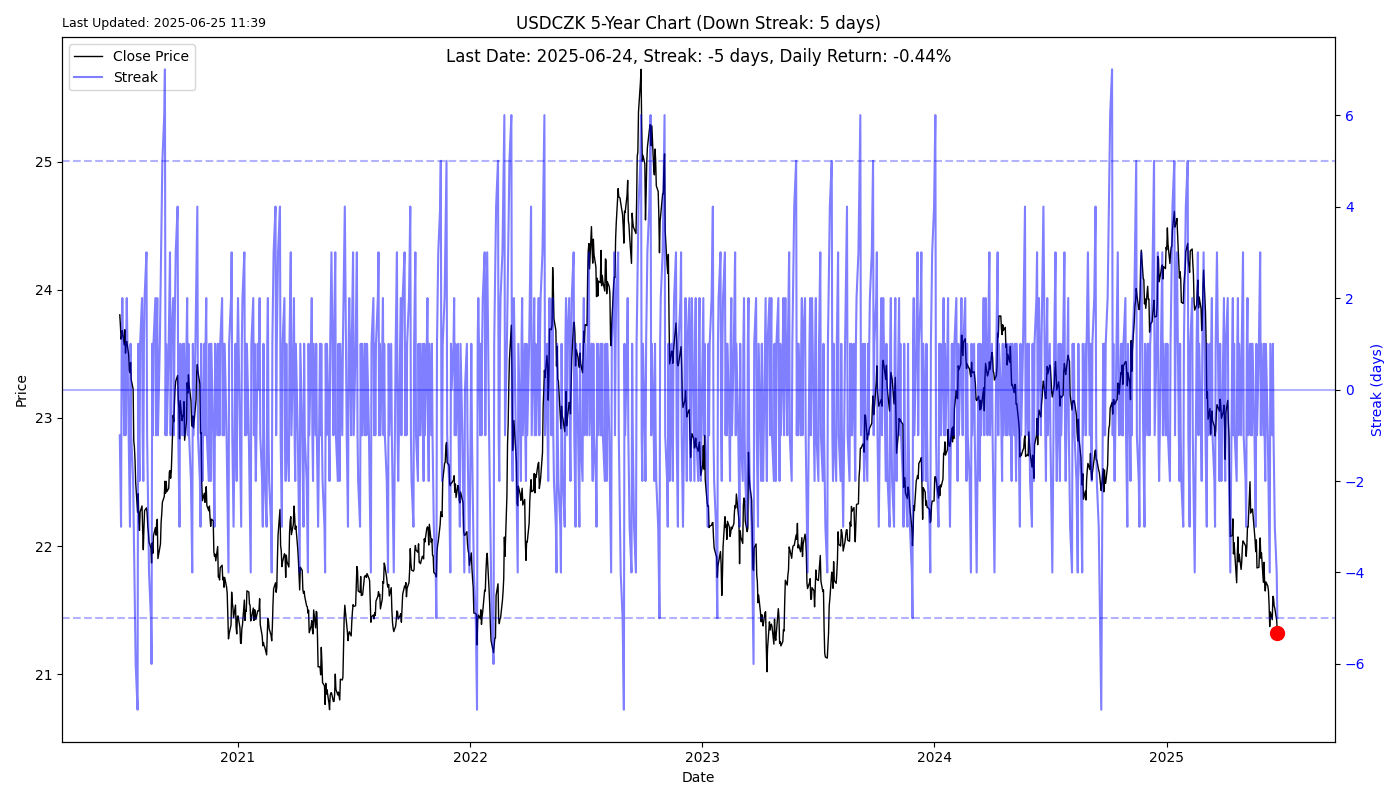 Last Updated: 2025-06-25 11:39
USDCZK 5-Year Chart (Down Streak: 5 days)
Last Date: 2025-06-24, Streak: -5 days, Daily Return: -0.44%
Close Price
Streak
Price
25
24
23
22
21
6
4
2
0
−2
−4
−6
Streak (days)
2021
2022
2023
2024
2025
Date